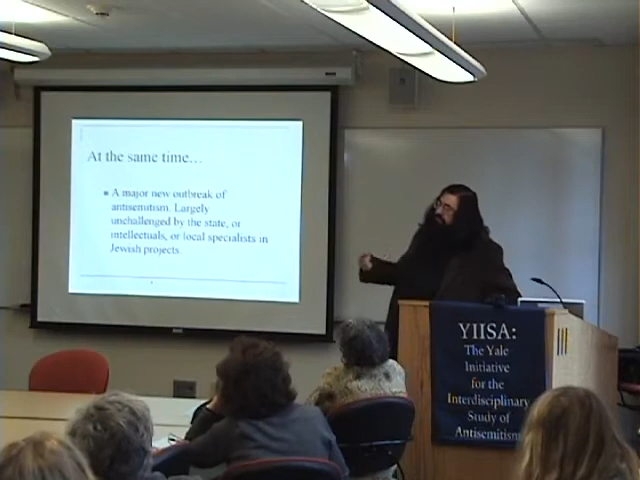 At the same time...
A major new outbreak of
antisemitism. Largely
unchallenged by the state, or
intellectuals, or local specialists in
Jewish projects.
YIISA:
The Yale
Initiative
for the
Interdisciplinary
Study of
Antisemitism